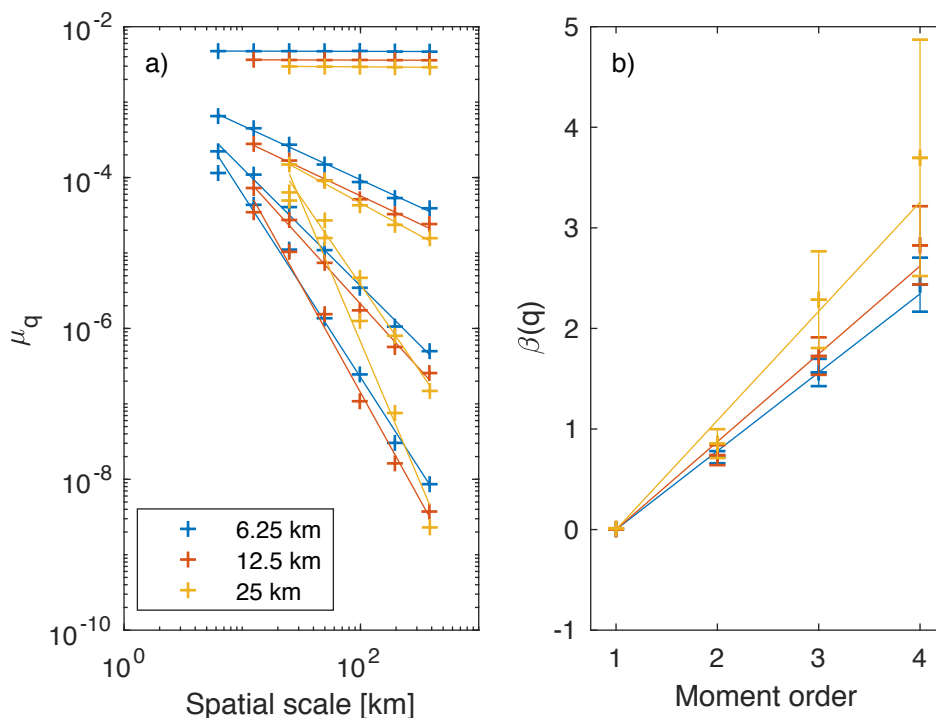 a)
10^-2
10^-4
10^-6
10^-8
10^-10
μ_q
10^0
10^2
Spatial scale [km]
6.25 km
12.5 km
25 km
b)
5
4
3
2
1
0
-1
β(q)
1 2 3 4
Moment order